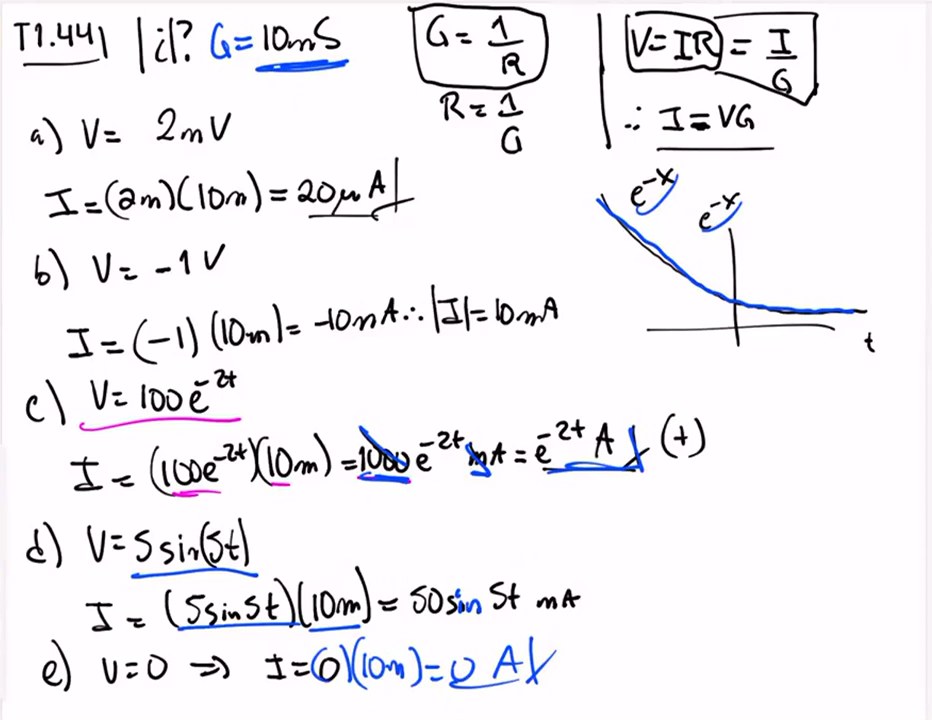 T1.44 |i|? G=10mS
G = 1/R
R = 1/G
V=IR = I/G
∴ I=VG
a) V= 2mV
I=(2m)(10m)=20μA
e^-x
e^-x
t
b) V= -1V
I=(-1)(10m)=-10mA∴|I|=10mA
c) V=100e^-2t
I = (100e^-2t)(10m)=1000e^-2t mA=e^-2t A (+)
d) V=5sin(5t)
I = (5sin5t)(10m)=50sin5t mA
e) V=0 => I=(0)(10m)=0 A